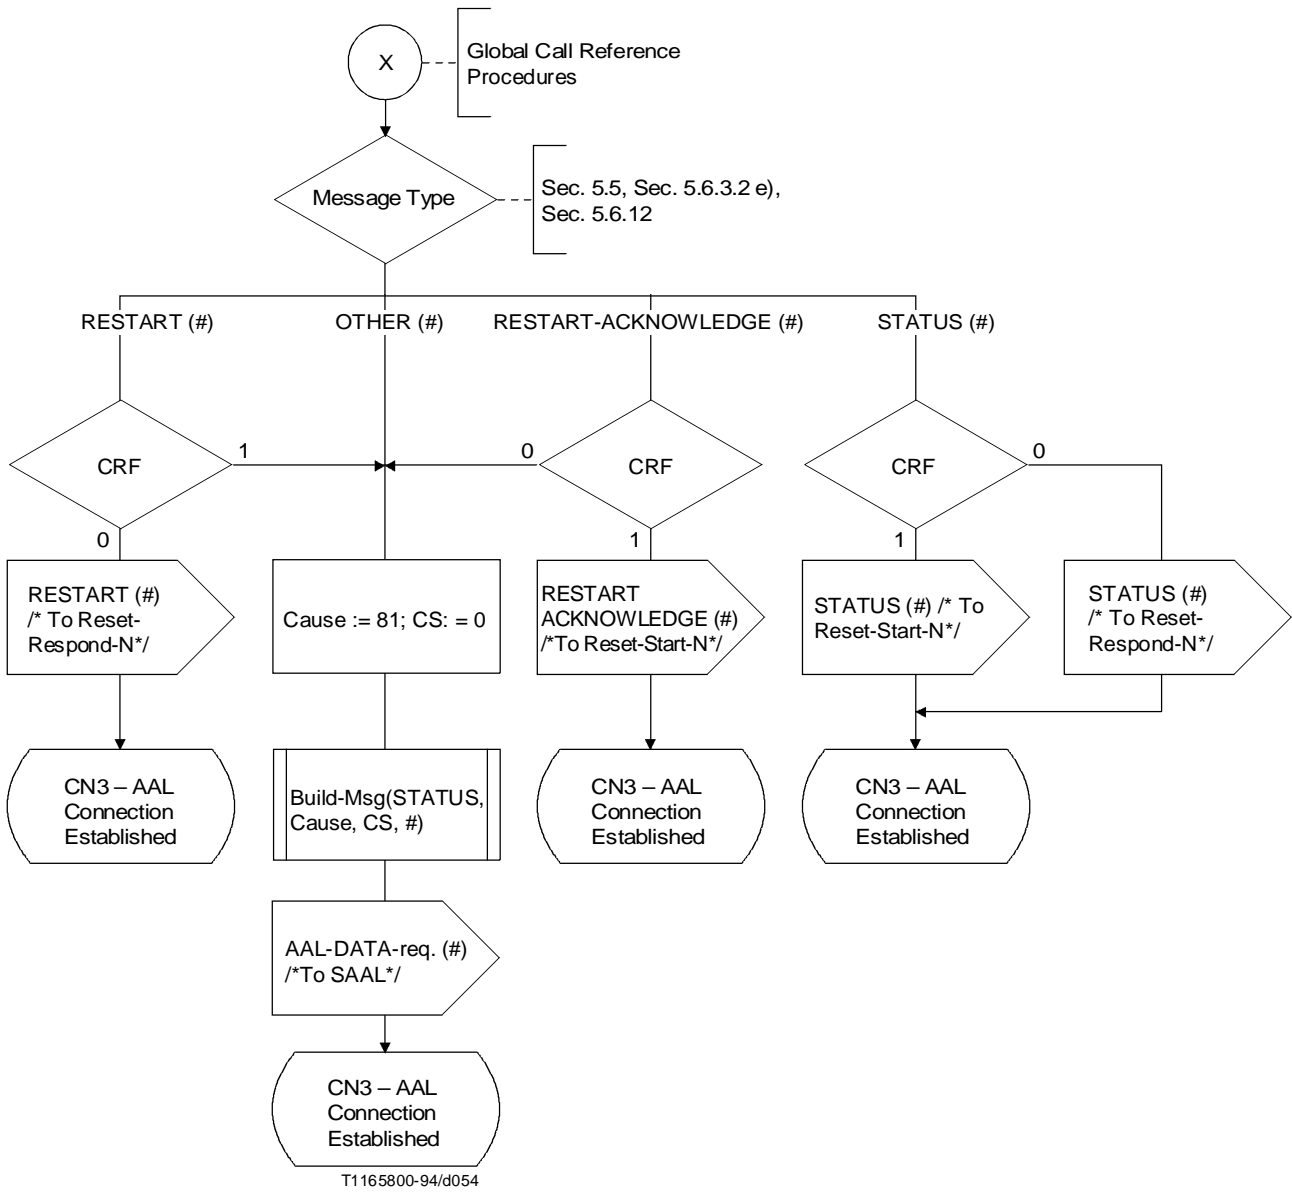 X
Global Call Reference
Procedures
Message Type
Sec. 5.5, Sec. 5.6.3.2 e),
Sec. 5.6.12
RESTART (#)
OTHER (#)
RESTART-ACKNOWLEDGE (#)
STATUS (#)
CRF
1
0
CRF
0
1
CRF
0
1
RESTART (#)
/* To Reset-
Respond-N*/
Cause := 81; CS: = 0
RESTART
ACKNOWLEDGE (#)
/*To Reset-Start-N*/
STATUS (#) /* To
Reset-Start-N*/
STATUS (#)
/* To Reset-
Respond-N*/
CN3 – AAL
Connection
Established
Build-Msg(STATUS,
Cause, CS, #)
CN3 – AAL
Connection
Established
CN3 – AAL
Connection
Established
AAL-DATA-req. (#)
/*To SAAL*/
CN3 – AAL
Connection
Established
T1165800-94/d054